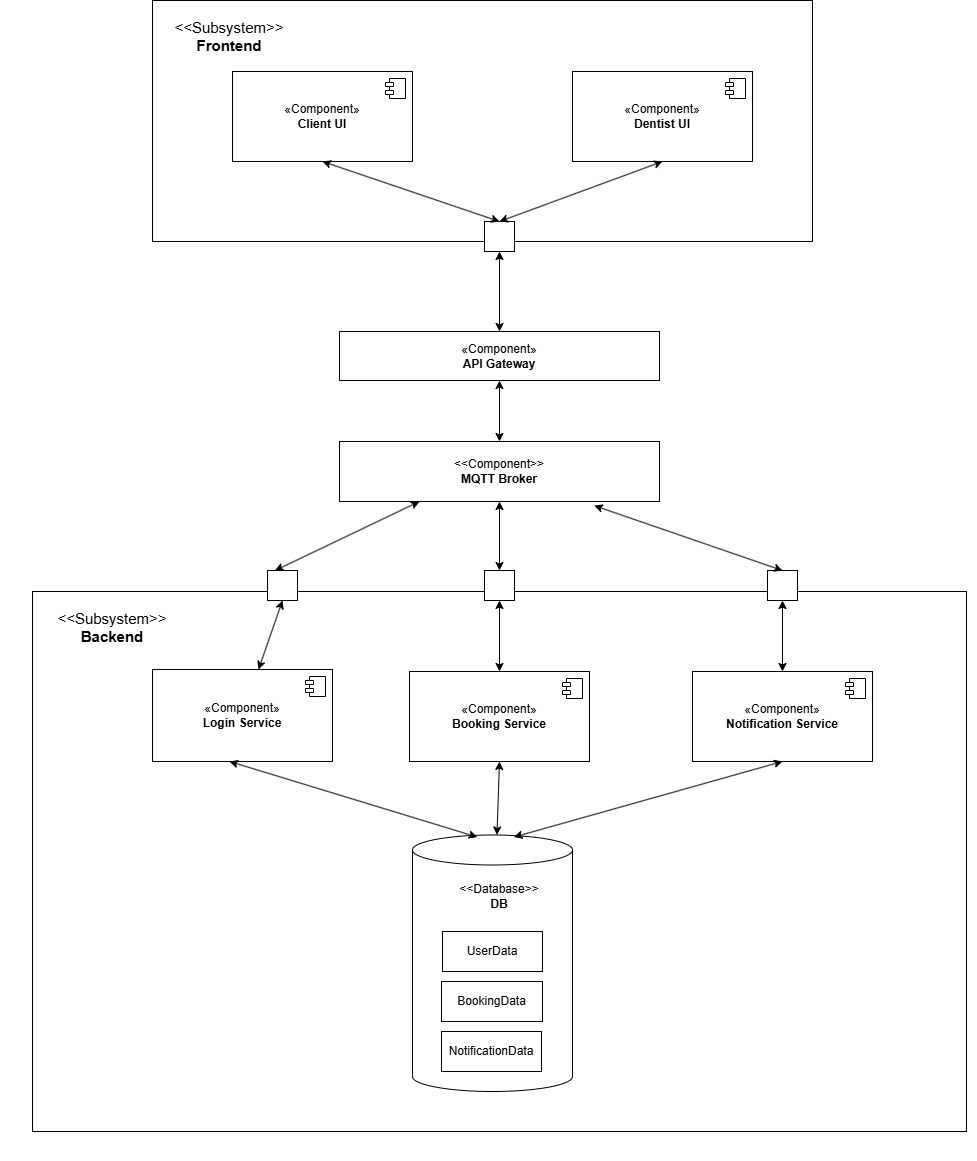 <<Subsystem>>
Frontend
«Component»
Client UI
«Component»
Dentist UI
«Component»
API Gateway
<<Component>>
MQTT Broker
<<Subsystem>>
Backend
«Component»
Login Service
«Component»
Booking Service
«Component»
Notification Service
<<Database>>
DB
UserData
BookingData
NotificationData